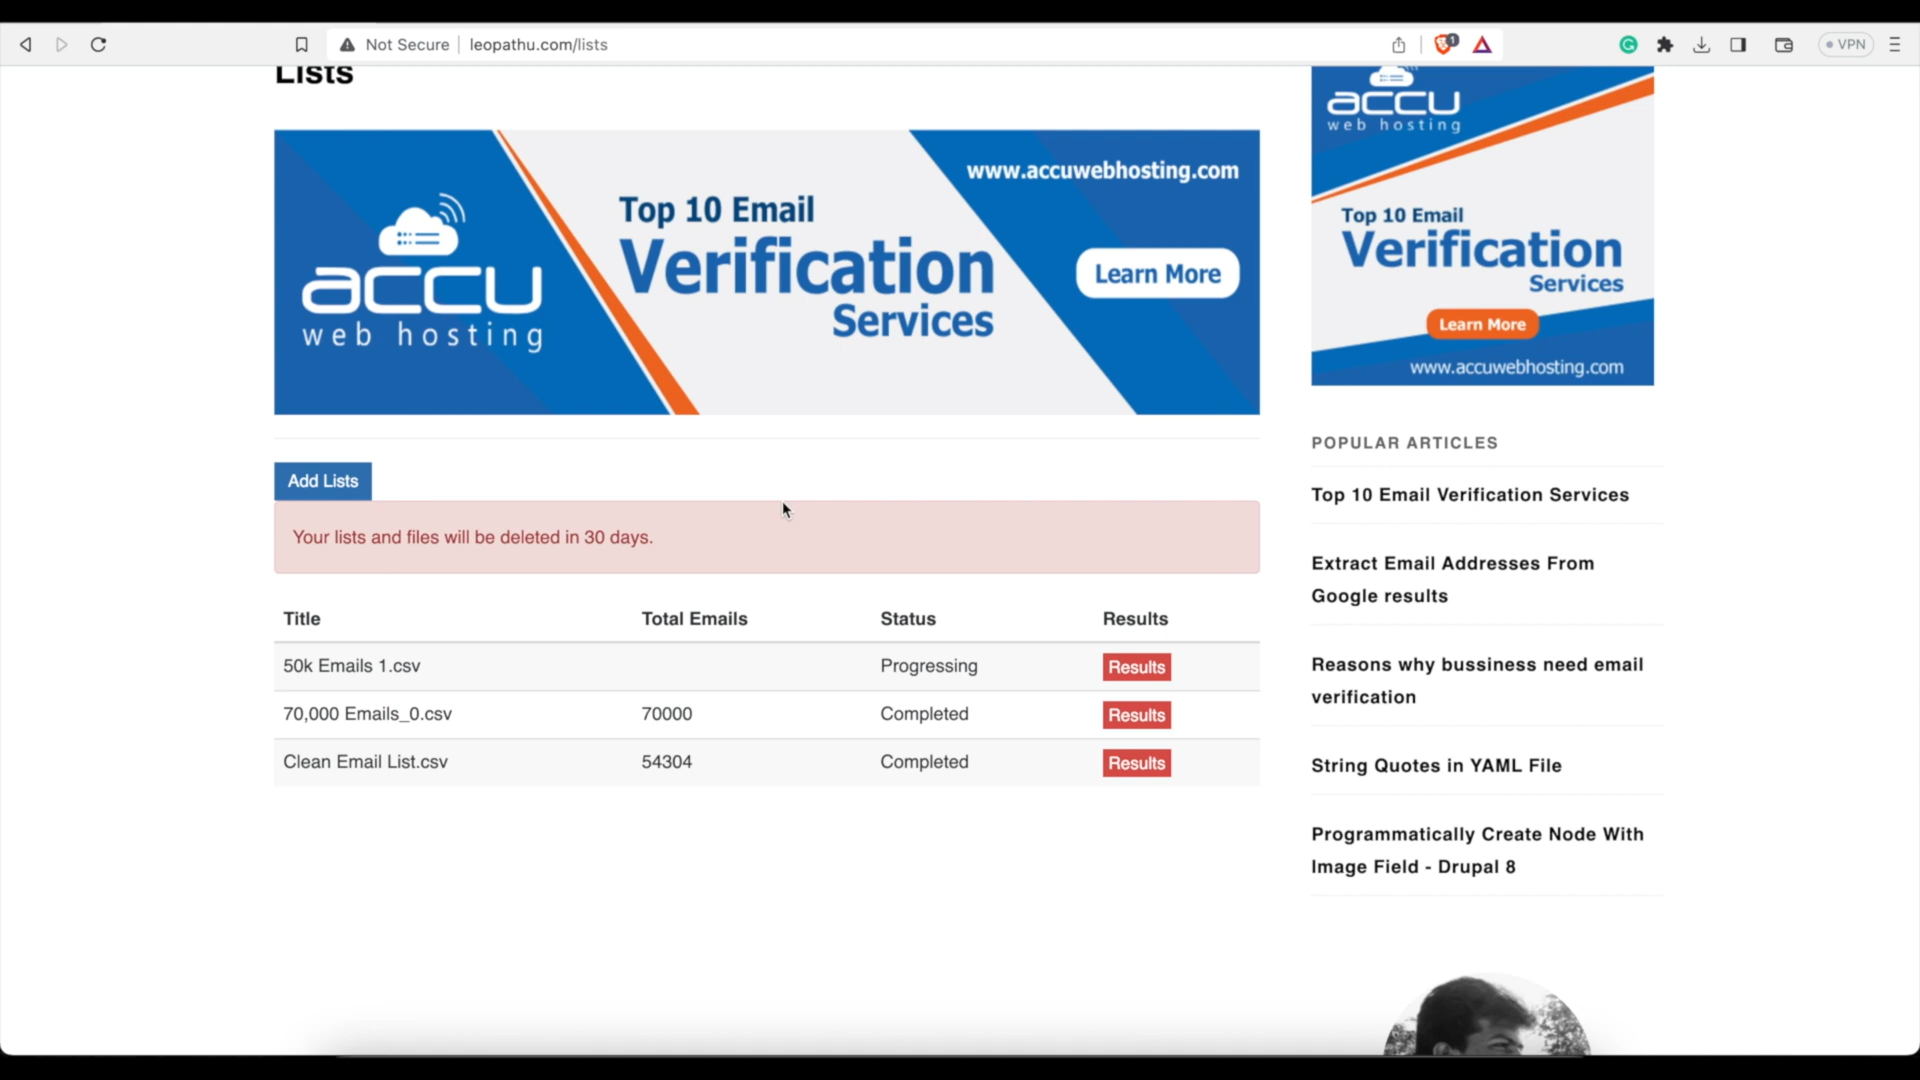 Not Secure leopathu.com/lists
1
VPN
Lists
accu
web hosting
Top 10 Email
Verification
Services
www.accuwebhosting.com
Learn More
Add Lists
Your lists and files will be deleted in 30 days.
Title Total Emails Status Results
50k Emails 1.csv Progressing Results
70,000 Emails_0.csv 70000 Completed Results
Clean Email List.csv 54304 Completed Results
accu
web hosting
Top 10 Email
Verification
Services
Learn More
www.accuwebhosting.com
POPULAR ARTICLES
Top 10 Email Verification Services
Extract Email Addresses From
Google results
Reasons why bussiness need email
verification
String Quotes in YAML File
Programmatically Create Node With
Image Field - Drupal 8